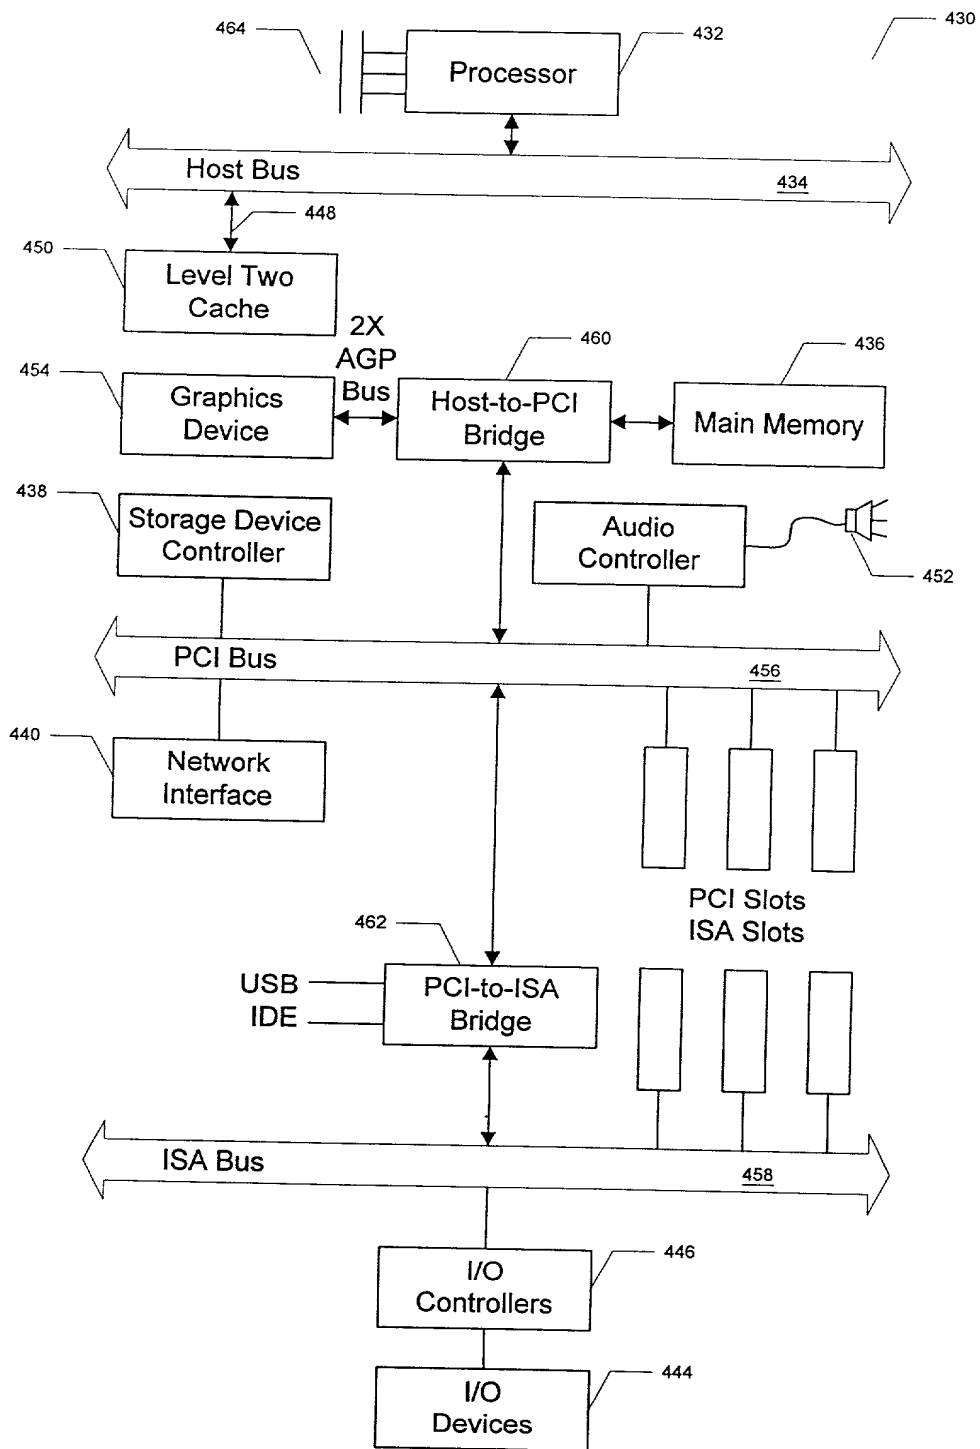 464
432
430
Processor
Host Bus
434
448
450
Level Two
Cache
2X
AGP
Bus
460
436
454
Graphics
Device
Host-to-PCI
Bridge
Main Memory
438
Storage Device
Controller
Audio
Controller
452
PCI Bus
456
440
Network
Interface
PCI Slots
ISA Slots
462
USB
IDE
PCI-to-ISA
Bridge
ISA Bus
458
446
I/O
Controllers
444
I/O
Devices